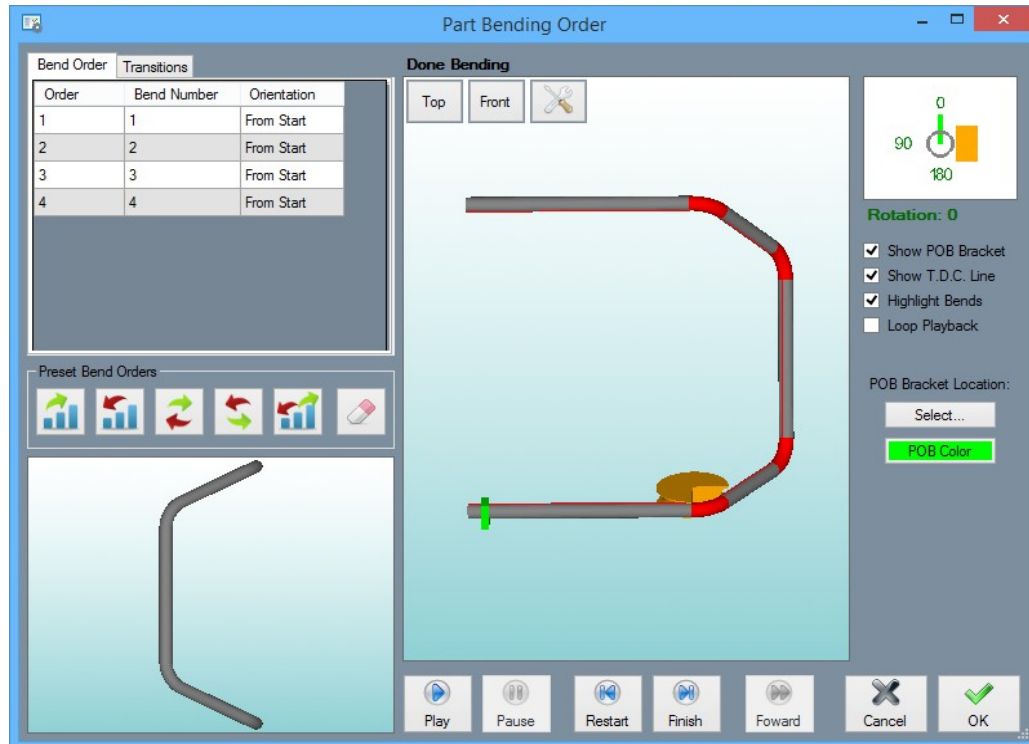 Part Bending Order
Bend Order
Transitions
Order Bend Number Orientation
1 1 From Start
2 2 From Start
3 3 From Start
4 4 From Start
Preset Bend Orders
Done Bending
Top
Front
0
90
180
Rotation: 0
Show POB Bracket
Show T.D.C. Line
Highlight Bends
Loop Playback
POB Bracket Location:
Select...
POB Color
Play
Pause
Restart
Finish
Foward
Cancel
OK